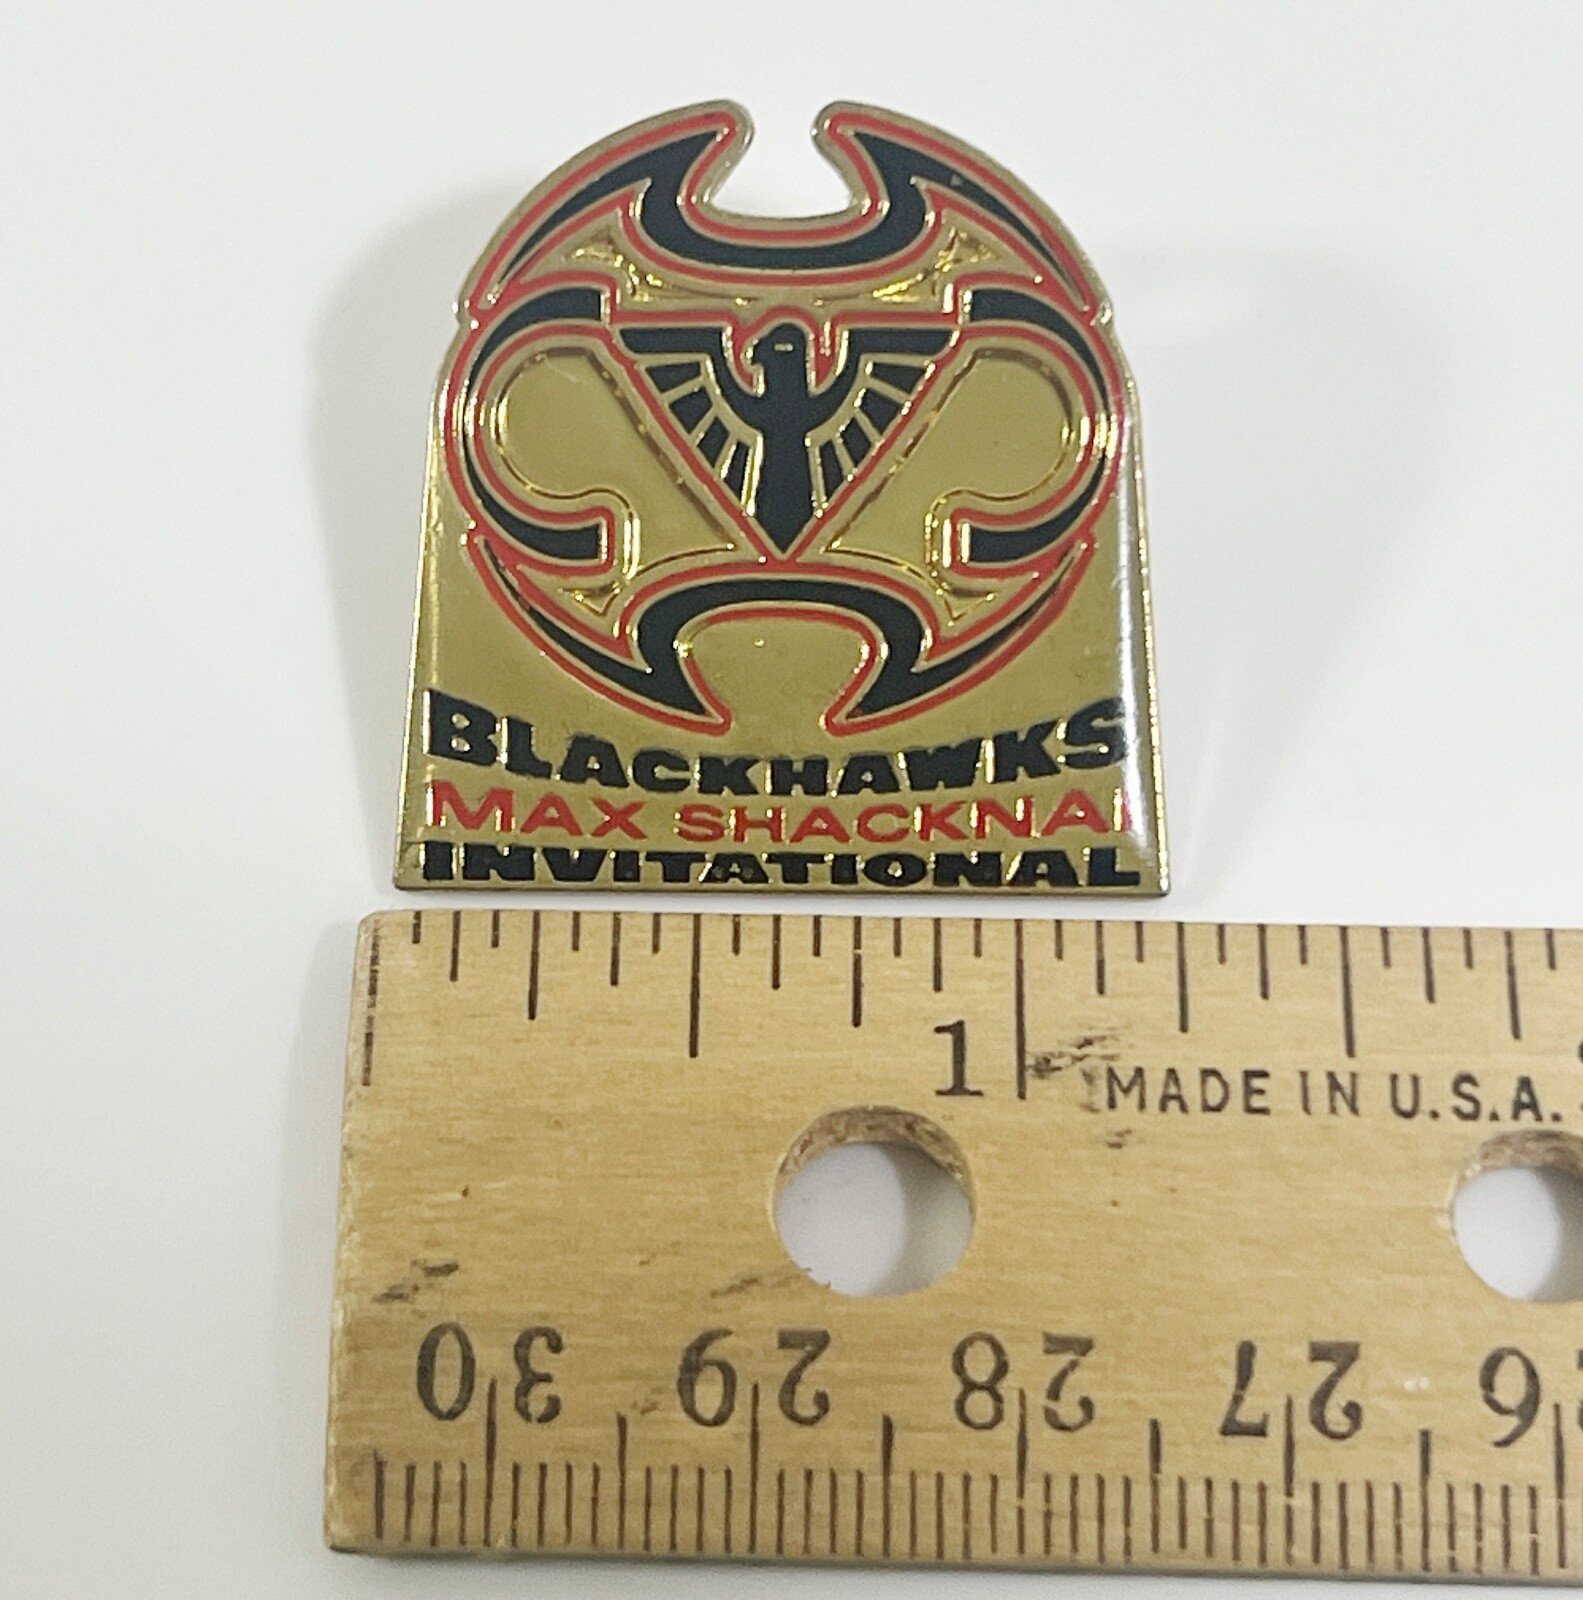 BLACKHAWKS
MAX SHACKNAI
INVITATIONAL
1 MADE IN U.S.A.
30 29 28 27